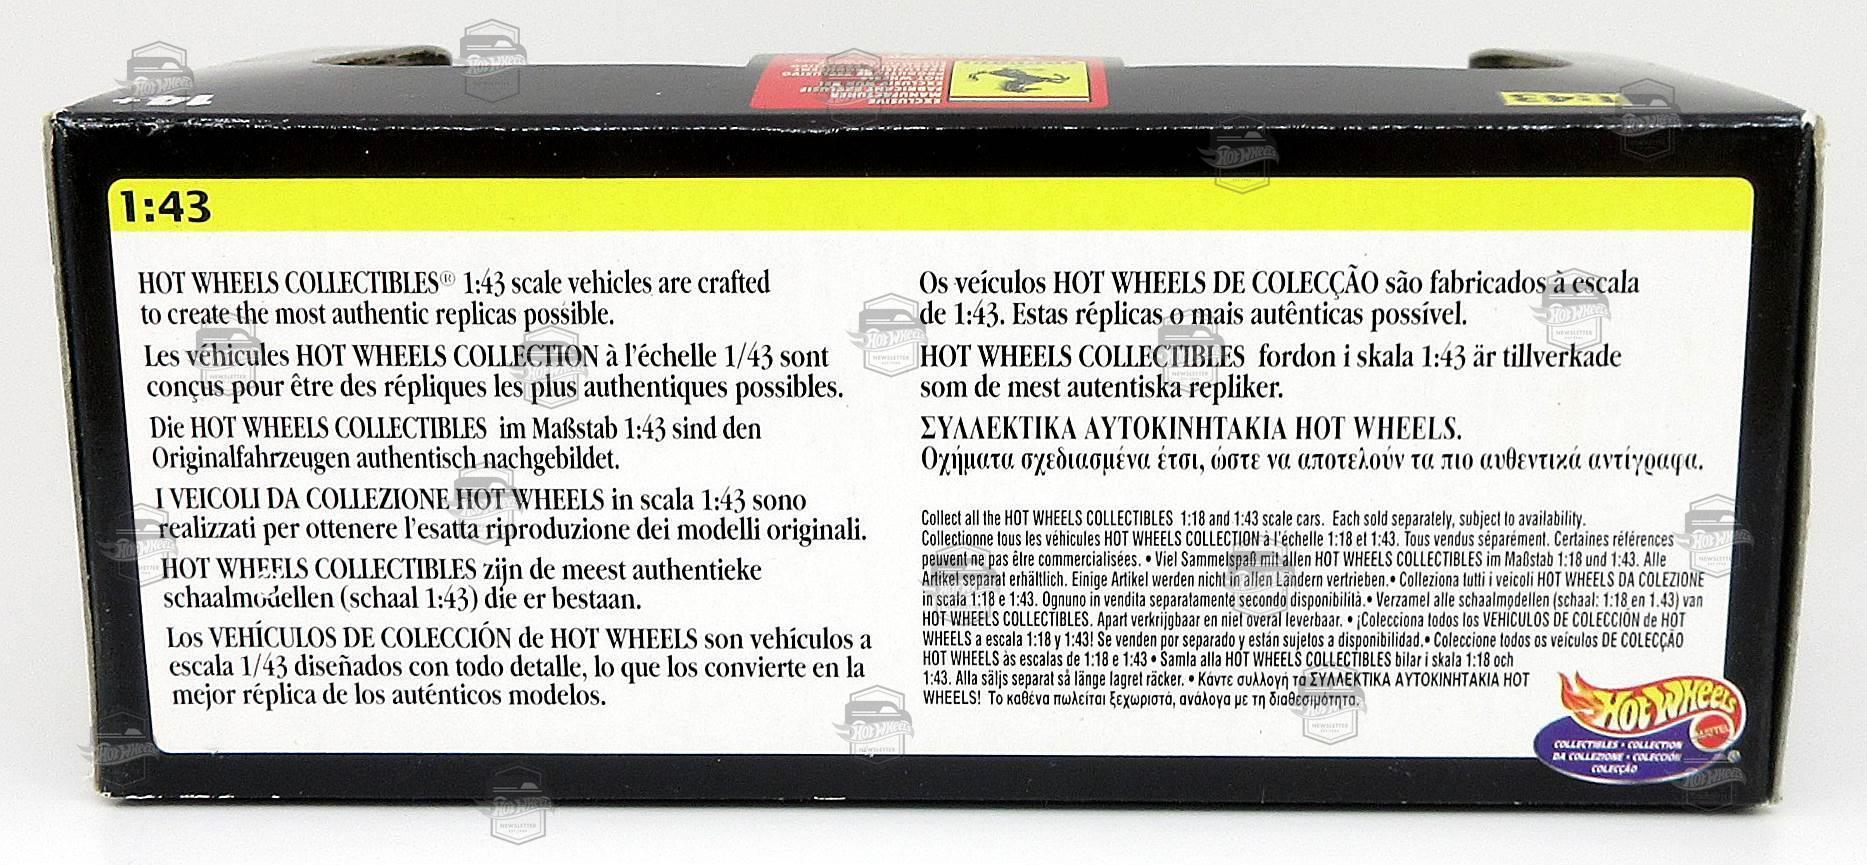 14+
EXCLUSIVE
MANUFACTURER
1:43
1:43
HOT WHEELS COLLECTIBLES® 1:43 scale vehicles are crafted
to create the most authentic replicas possible.
Les véhicules HOT WHEELS COLLECTION à l'échelle 1/43 sont
conçus pour être des répliques les plus authentiques possibles.
Die HOT WHEELS COLLECTIBLES im Maßstab 1:43 sind den
Originalfahrzeugen authentisch nachgebildet.
I VEICOLI DA COLLEZIONE HOT WHEELS in scala 1:43 sono
realizzati per ottenere l'esatta riproduzione dei modelli originali.
HOT WHEELS COLLECTIBLES zijn de meest authentieke
schaalmodellen (schaal 1:43) die er bestaan.
Los VEHÍCULOS DE COLECCIÓN de HOT WHEELS son vehículos a
escala 1/43 diseñados con todo detalle, lo que los convierte en la
mejor réplica de los auténticos modelos.
Os veículos HOT WHEELS DE COLECÇÃO são fabricados à escala
de 1:43. Estas réplicas o mais autênticas possível.
HOT WHEELS COLLECTIBLES fordon i skala 1:43 är tillverkade
som de mest autentiska repliker.
ΣΥΛΛΕΚΤΙΚΑ ΑΥΤΟΚΙΝΗΤΑΚΙΑ HOT WHEELS.
Οχήματα σχεδιασμένα έτσι, ώστε να αποτελούν τα πιο αυθεντικά αντίγραφα.
Collect all the HOT WHEELS COLLECTIBLES 1:18 and 1:43 scale cars. Each sold separately, subject to availability.
Collectionne tous les véhicules HOT WHEELS COLLECTION à l'échelle 1:18 et 1:43. Tous vendus séparément. Certaines références
peuvent ne pas être commercialisées. • Viel Sammelspaß mit allen HOT WHEELS COLLECTIBLES im Maßstab 1:18 und 1:43. Alle
Artikel separat erhältlich. Einige Artikel werden nicht in allen Ländern vertrieben.• Colleziona tutti i veicoli HOT WHEELS DA COLEZIONE
in scala 1:18 e 1:43. Ognuno in vendita separatamente secondo disponibilità.• Verzamel alle schaalmodellen (schaal: 1:18 en 1.43) van
HOT WHEELS COLLECTIBLES. Apart verkrijgbaar en niet overal leverbaar. • ¡Colecciona todos los VEHICULOS DE COLECCIÓN de HOT
WHEELS a escala 1:18 y 1:43! Se venden por separado y están sujetos a disponibilidad.• Coleccione todos os veículos DE COLECÇÃO
HOT WHEELS às escalas de 1:18 e 1:43 • Samla alla HOT WHEELS COLLECTIBLES bilar i skala 1:18 och
1:43. Alla säljs separat så länge lagret räcker. • Κάντε συλλογή τα ΣΥΛΛΕΚΤΙΚΑ ΑΥΤΟΚΙΝΗΤΑΚΙΑ HOT
WHEELS! Το καθένα πωλείται ξεχωριστά, ανάλογα με τη διαθεσιμότητα.
Hot Wheels
MATTEL
COLLECTIBLES • COLLECTION
DA COLLEZIONE • COLECCIÓN
COLECÇÃO